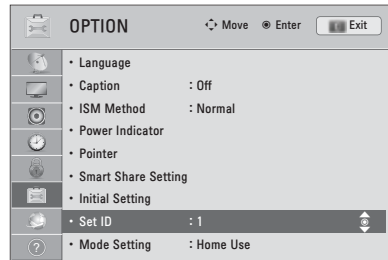 OPTION Move Enter Exit
• Language
• Caption : Off
• ISM Method : Normal
• Power Indicator
• Pointer
• Smart Share Setting
• Initial Setting
• Set ID : 1
• Mode Setting : Home Use
?